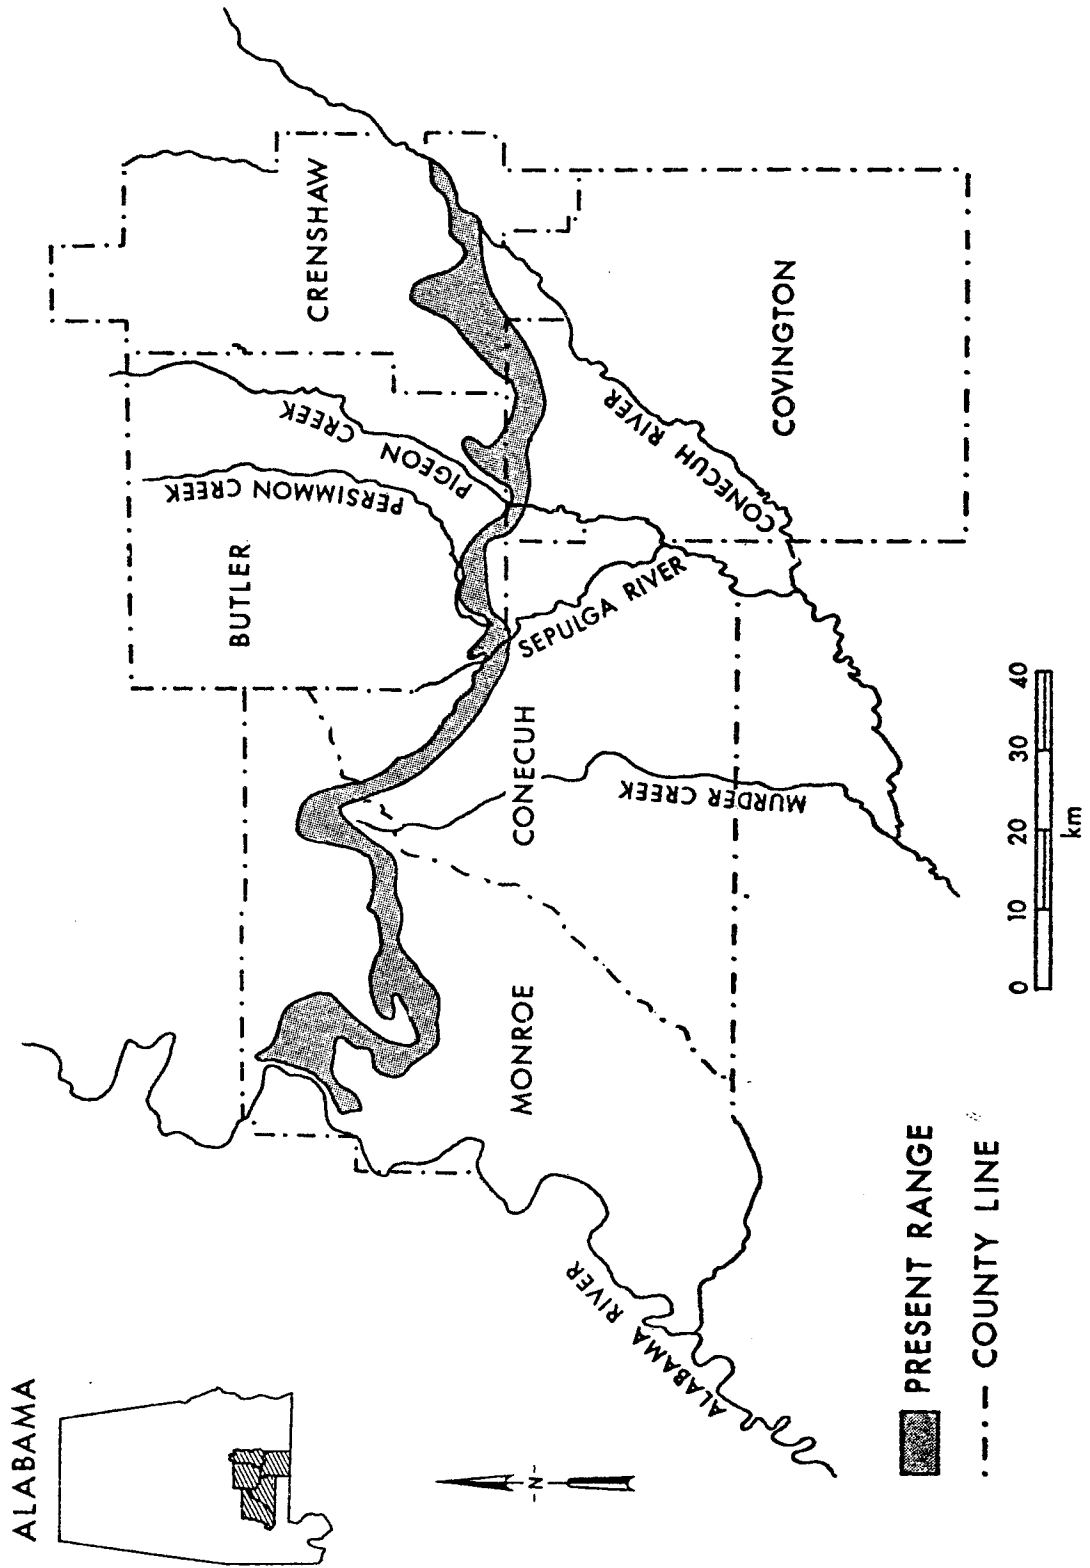 ALABAMA
-N-
BUTLER
CRENSHAW
PERSIMMON CREEK
PIGEON
CREEK
MONROE
CONECUH
COVINGTON
ALABAMA RIVER
MURDER CREEK
SEPULGA RIVER
CONECUH RIVER
PRESENT RANGE
COUNTY LINE
0 10 20 30 40
km